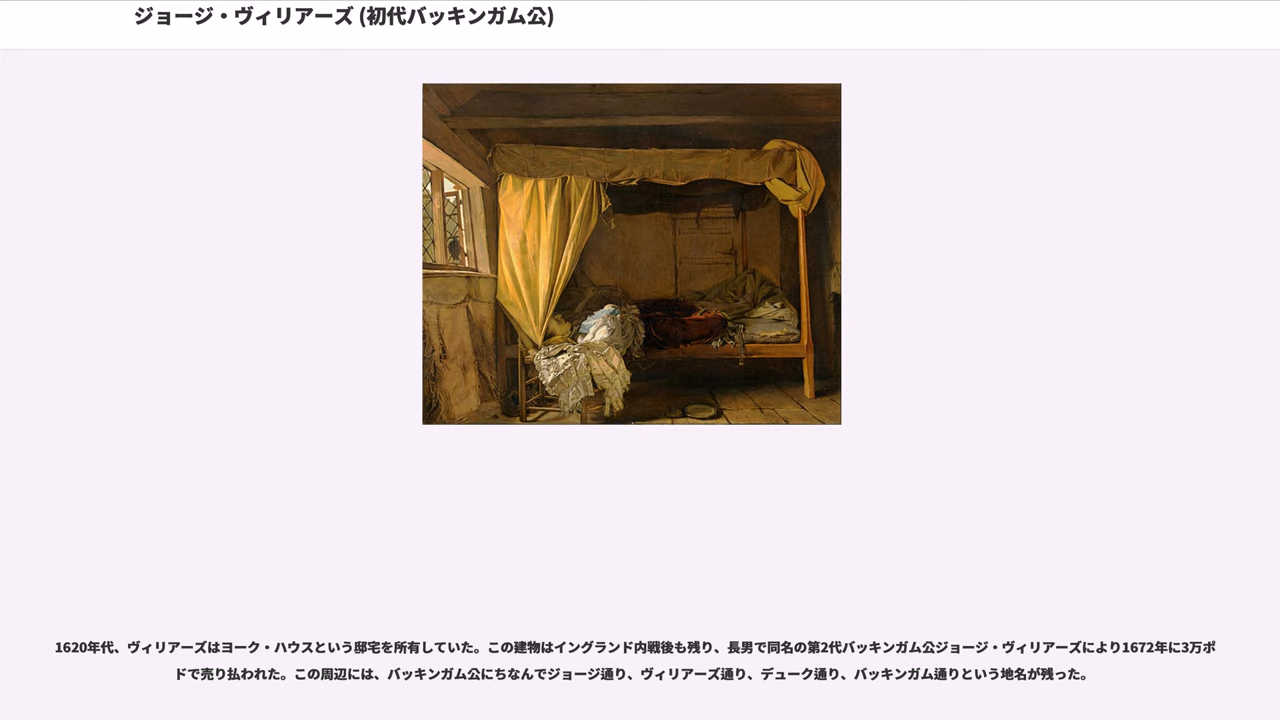 ジョージ・ヴィリアーズ (初代バッキンガム公)
1620年代、ヴィリアーズはヨーク・ハウスという邸宅を所有していた。この建物はイングランド内戦後も残り、長男で同名の第2代バッキンガム公ジョージ・ヴィリアーズにより1672年に3万ポ
ドで売り払われた。この周辺には、バッキンガム公にちなんでジョージ通り、ヴィリアーズ通り、デューク通り、バッキンガム通りという地名が残った。